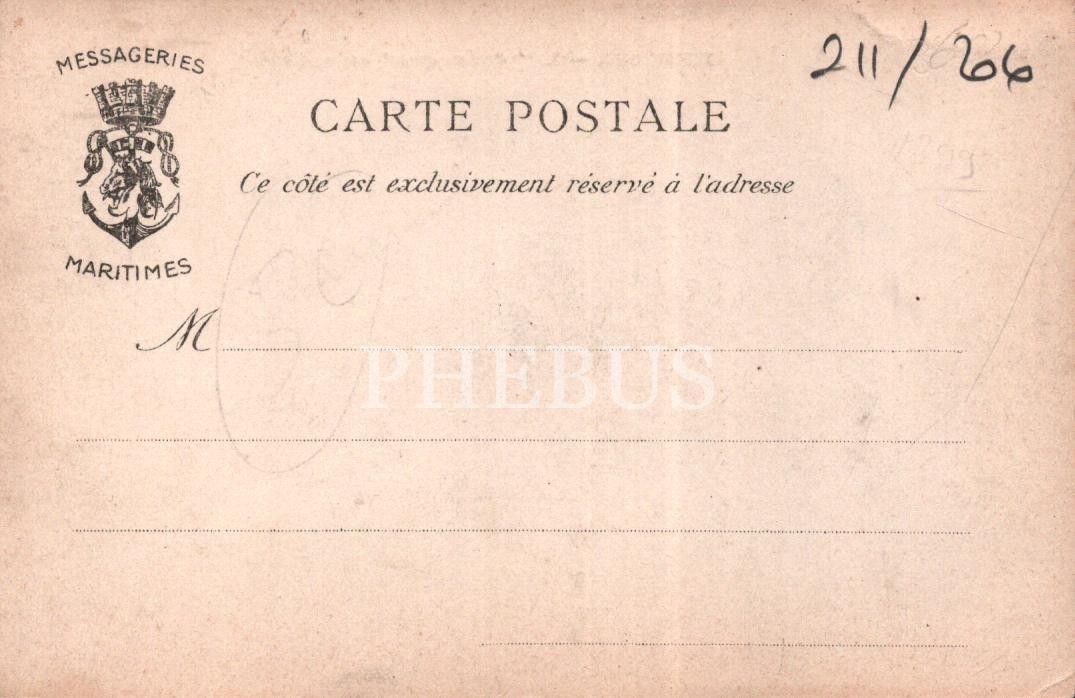 MESSAGERIES
MARITIMES
211/266
CARTE POSTALE
Ce côté est exclusivement réservé à l'adresse
M
PHEBUS